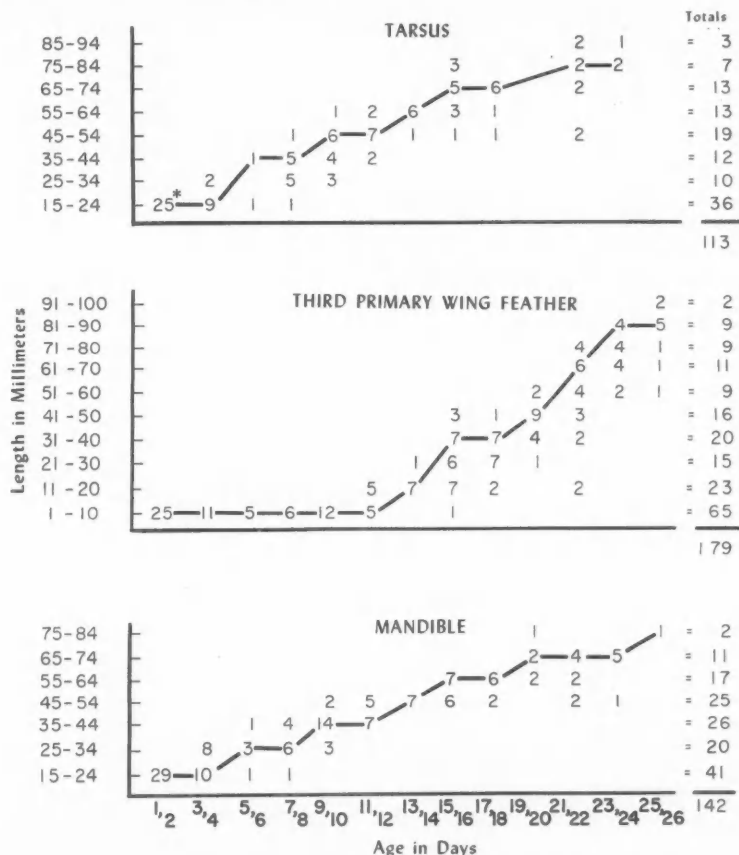 TARSUS Totals
85-94 2 1 = 3
75-84 3 2 2 = 7
65-74 5 6 2 = 13
55-64 1 2 6 3 1 = 13
45-54 1 6 7 1 1 1 2 = 19
35-44 1 5 4 2 = 12
25-34 2 5 3 = 10
15-24 25* 9 1 1 = 36
113
THIRD PRIMARY WING FEATHER
Length in Millimeters
91-100 2 = 2
81-90 4 5 = 9
71-80 4 4 1 = 9
61-70 6 4 1 = 11
51-60 2 4 2 1 = 9
41-50 3 1 9 3 = 16
31-40 7 7 4 2 = 20
21-30 1 6 7 1 = 15
11-20 5 7 7 2 2 = 23
1-10 25 11 5 6 12 5 1 = 65
179
MANDIBLE
75-84 1 1 = 2
65-74 2 4 5 = 11
55-64 7 6 2 2 = 17
45-54 2 5 7 6 2 2 1 = 25
35-44 1 4 14 7 = 26
25-34 8 3 6 3 = 20
15-24 29 10 1 1 = 41
142
1,2 3,4 5,6 7,8 9,10 11,12 13,14 15,16 17,18 19,20 21,22 23,24 25,26
Age in Days